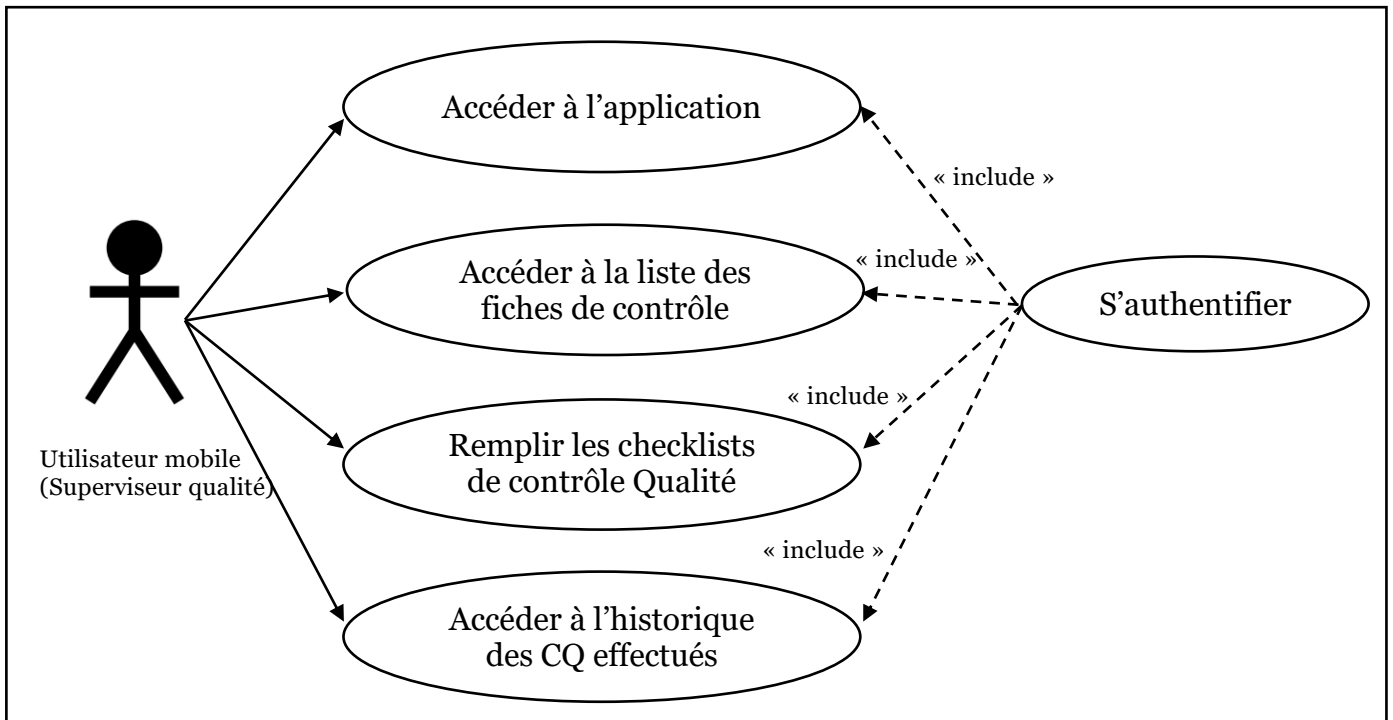 Accéder à l’application
« include »
Accéder à la liste des
fiches de contrôle
« include »
S’authentifier
« include »
Remplir les checklists
de contrôle Qualité
Utilisateur mobile
(Superviseur qualité)
« include »
Accéder à l’historique
des CQ effectués